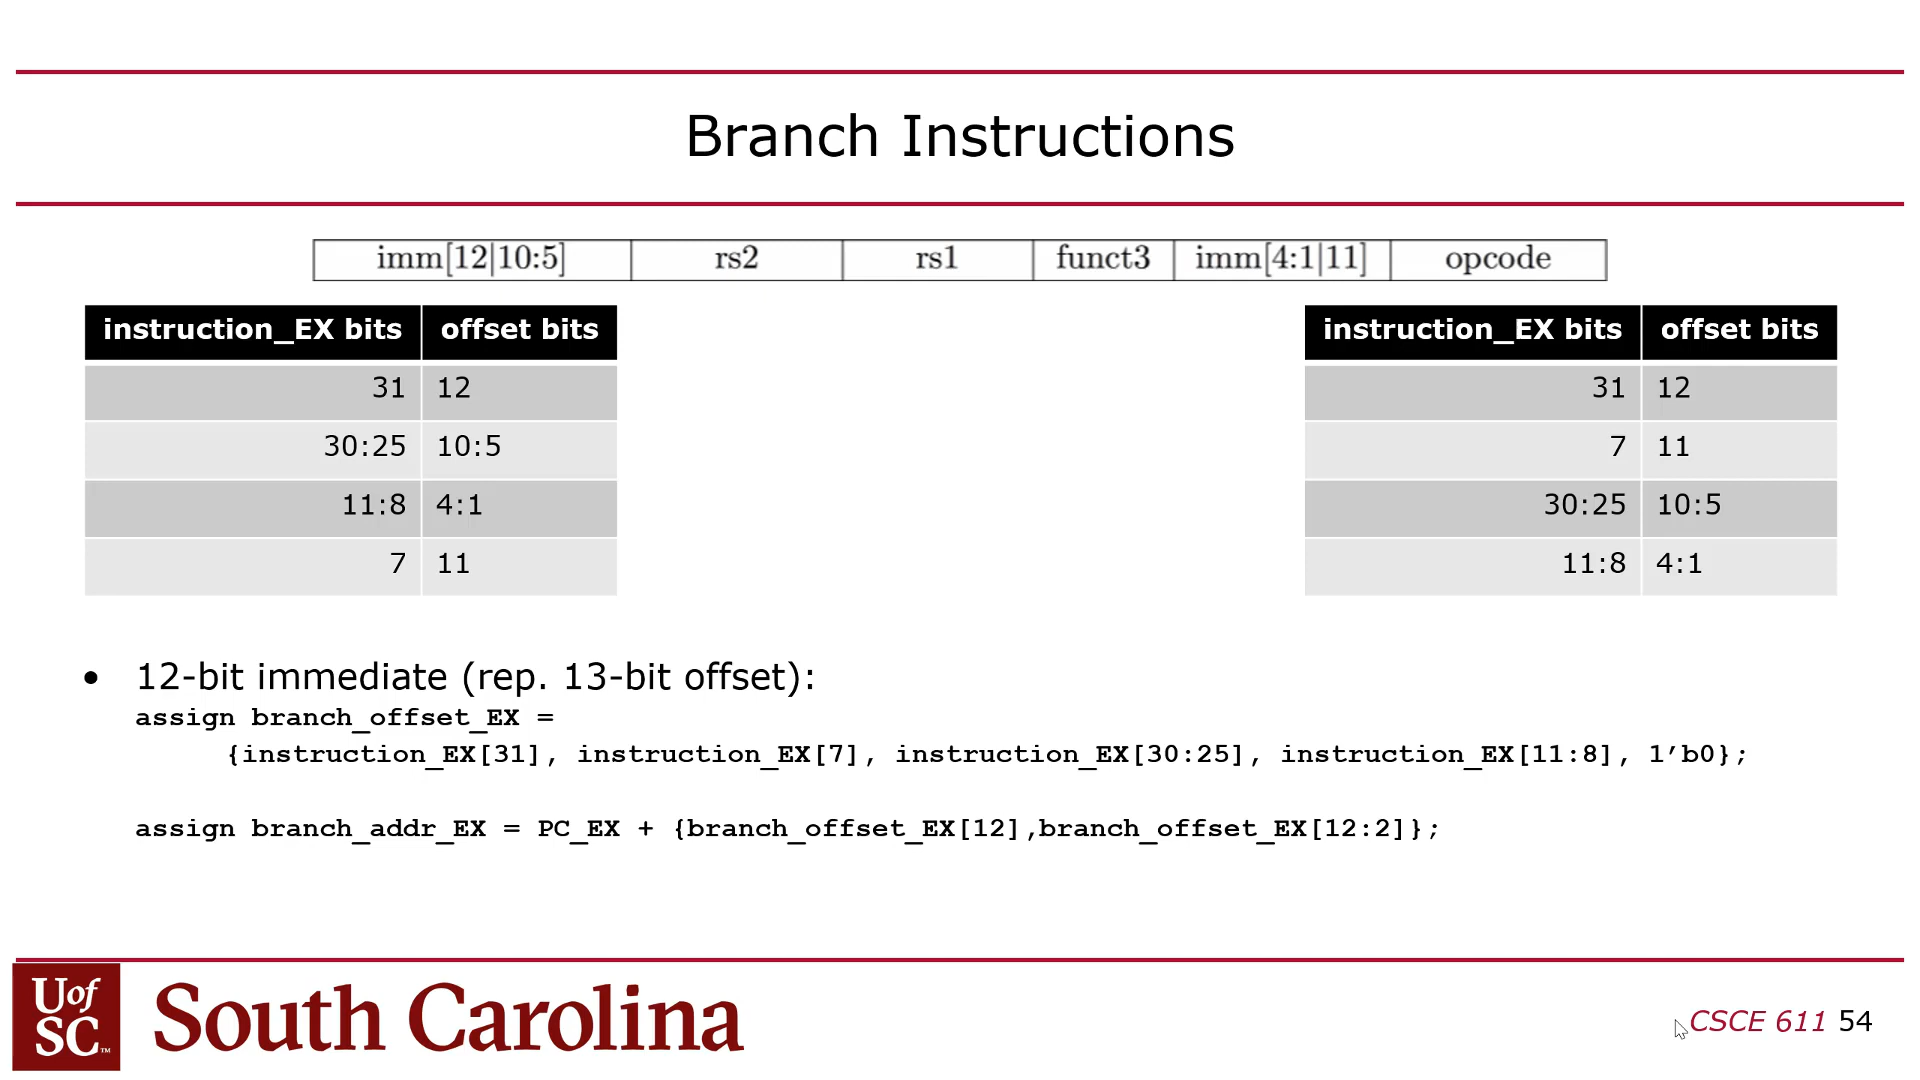 Branch Instructions
imm[12|10:5] rs2 rs1 funct3 imm[4:1|11] opcode
instruction_EX bits offset bits
31 12
30:25 10:5
11:8 4:1
7 11
instruction_EX bits offset bits
31 12
7 11
30:25 10:5
11:8 4:1
• 12-bit immediate (rep. 13-bit offset):
assign branch_offset_EX =
{instruction_EX[31], instruction_EX[7], instruction_EX[30:25], instruction_EX[11:8], 1’b0};
assign branch_addr_EX = PC_EX + {branch_offset_EX[12],branch_offset_EX[12:2]};
UofSC™
South Carolina
CSCE 611 54